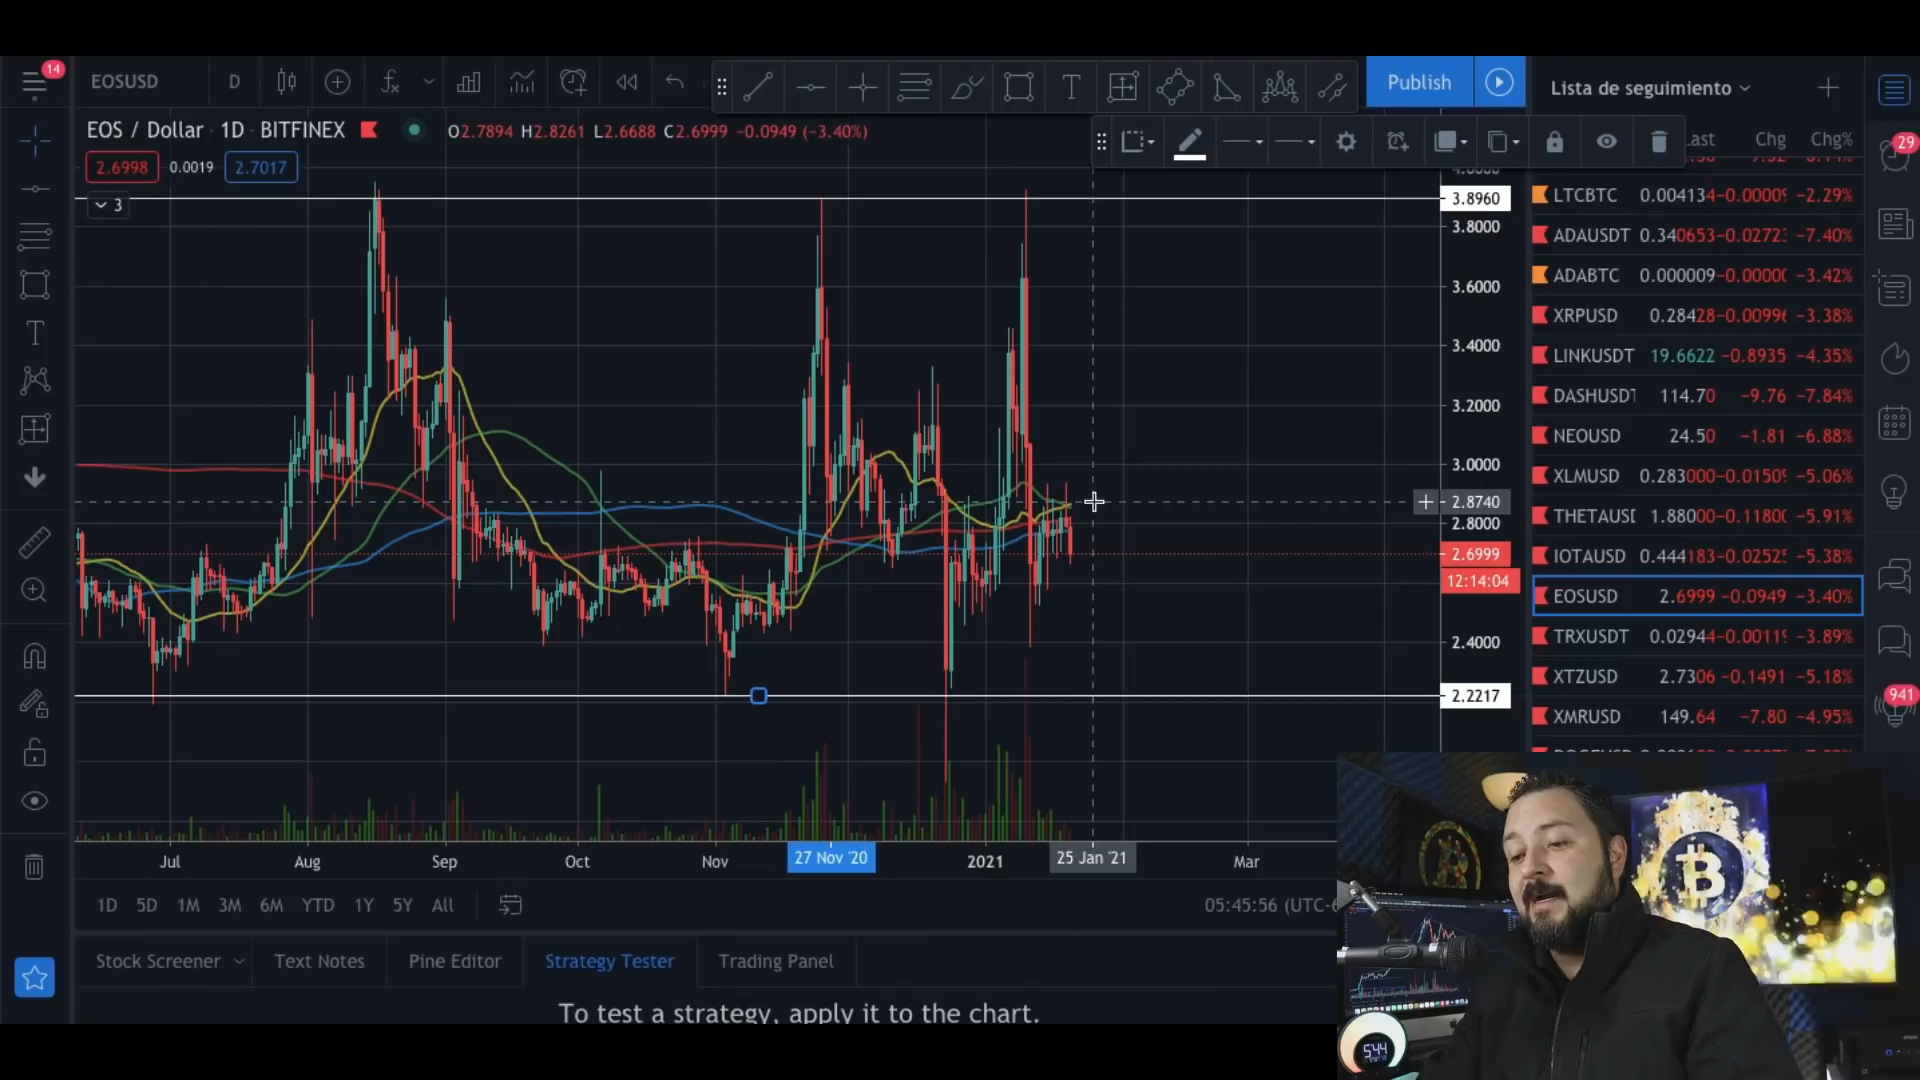 14
EOSUSD
D
Publish
Lista de seguimiento
EOS / Dollar · 1D · BITFINEX
O2.7894 H2.8261 L2.6688 C2.6999 −0.0949 (−3.40%)
2.6998
0.0019
2.7017
3
Chg
Chg%
29
LTCBTC
−2.29%
ADAUSDT
−7.40%
ADABTC
−3.42%
XRPUSD
−3.38%
LINKUSDT 19.6622 −0.8935 −4.35%
DASHUSDT 114.70 −9.76 −7.84%
NEOUSD 24.50 −1.81 −6.88%
XLMUSD
−5.06%
−5.91%
IOTAUSD
−5.38%
EOSUSD 2.6999 −0.0949 −3.40%
TRXUSDT
−3.89%
XTZUSD 2.7306 −0.1491 −5.18%
XMRUSD 149.64 −7.80 −4.95%
3.8960
3.8000
3.6000
3.4000
3.2000
3.0000
2.8740
2.8000
2.6999
12:14:04
2.4000
2.2217
941
Jul
Aug
Sep
Oct
Nov
27 Nov '20
2021
25 Jan '21
Mar
1D 5D 1M 3M 6M YTD 1Y 5Y All
05:45:56 (UTC-
Stock Screener
Text Notes
Pine Editor
Strategy Tester
Trading Panel
To test a strategy, apply it to the chart.
5:44